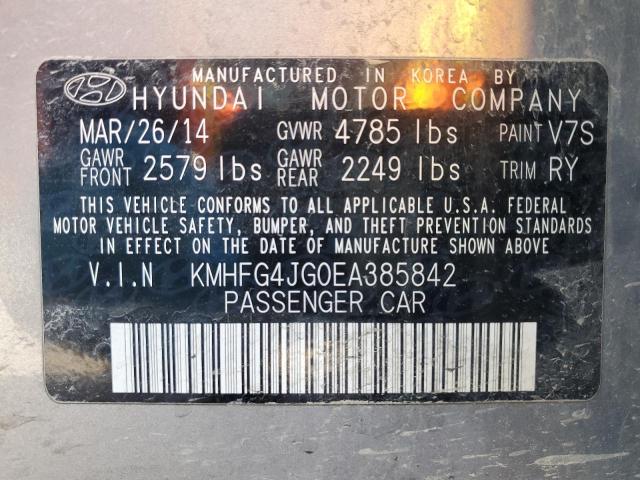 MANUFACTURED IN KOREA BY
HYUNDAI MOTOR COMPANY
MAR/26/14 GVWR 4785 lbs PAINT V7S
GAWR FRONT 2579 lbs GAWR REAR 2249 lbs TRIM RY
THIS VEHICLE CONFORMS TO ALL APPLICABLE U.S.A. FEDERAL
MOTOR VEHICLE SAFETY, BUMPER, AND THEFT PREVENTION STANDARDS
IN EFFECT ON THE DATE OF MANUFACTURE SHOWN ABOVE
V.I.N KMHFG4JG0EA385842
PASSENGER CAR